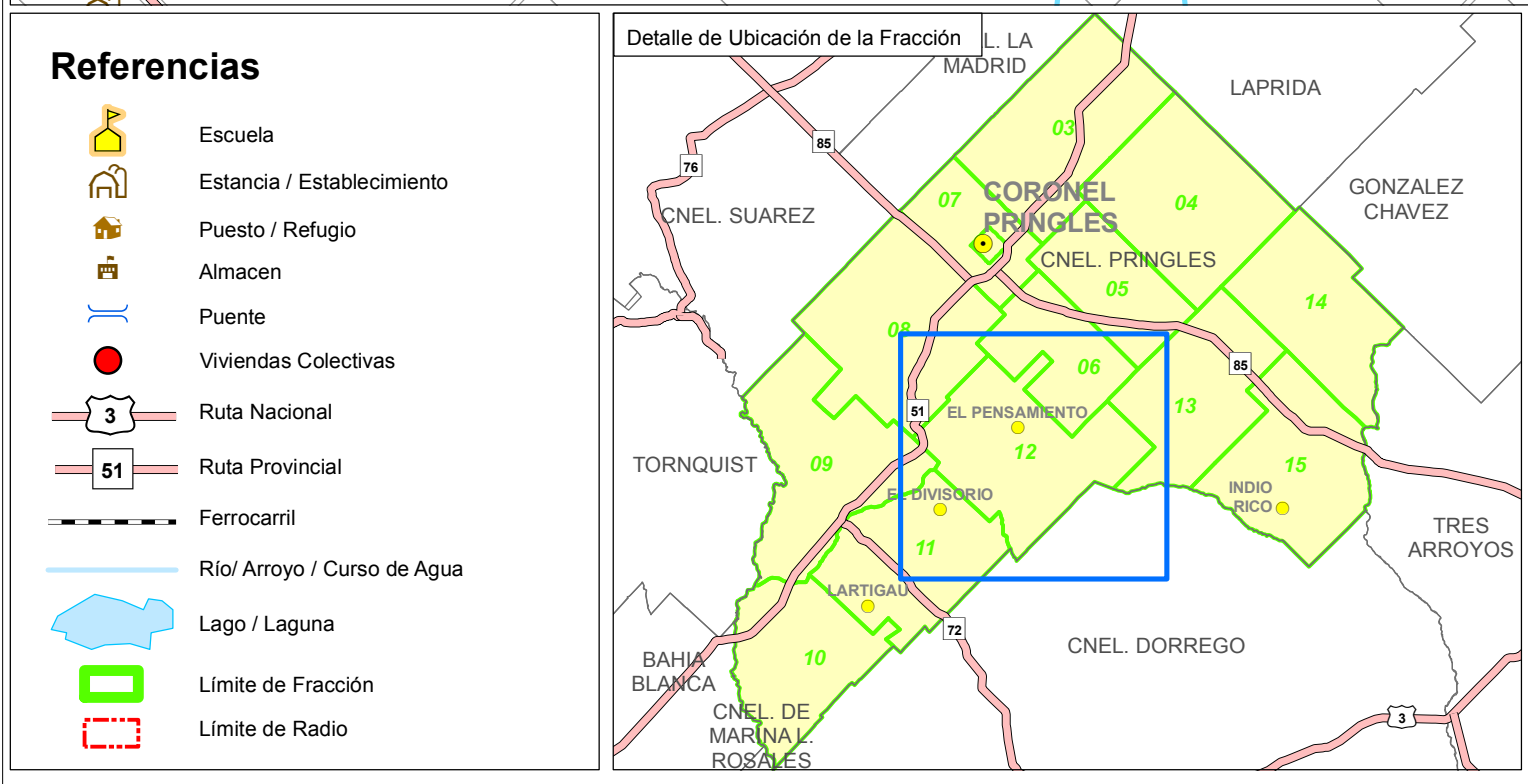 Referencias
Escuela
Estancia / Establecimiento
Puesto / Refugio
Almacen
Puente
Viviendas Colectivas
3
Ruta Nacional
51
Ruta Provincial
Ferrocarril
Río/ Arroyo / Curso de Agua
Lago / Laguna
Límite de Fracción
Límite de Radio
Detalle de Ubicación de la Fracción
L. LA
MADRID
LAPRIDA
03
85
76
GONZALEZ
CHAVEZ
07
CORONEL
PRINGLES
04
CNEL. SUAREZ
CNEL. PRINGLES
05
14
08
06
85
13
51
EL PENSAMIENTO
12
TORNQUIST
09
15
EL DIVISORIO
INDIO
RICO
TRES
ARROYOS
11
LARTIGAU
72
CNEL. DORREGO
10
BAHIA
BLANCA
CNEL. DE
MARINA L.
ROSALES
3